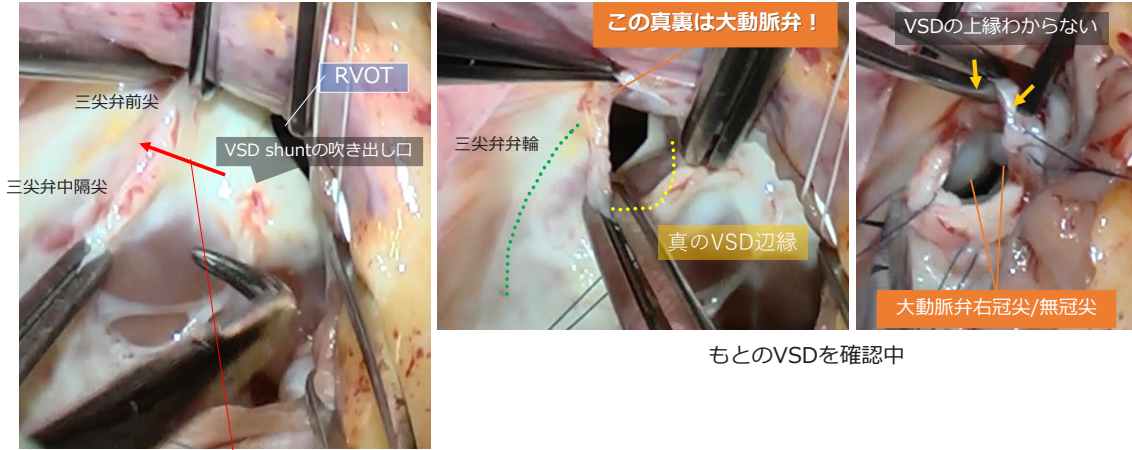 RVOT
三尖弁前尖
VSD shuntの吹き出し口
三尖弁中隔尖
この真裏は大動脈弁！
三尖弁弁輪
真のVSD辺縁
VSDの上縁わからない
大動脈弁右冠尖/無冠尖
もとのVSDを確認中